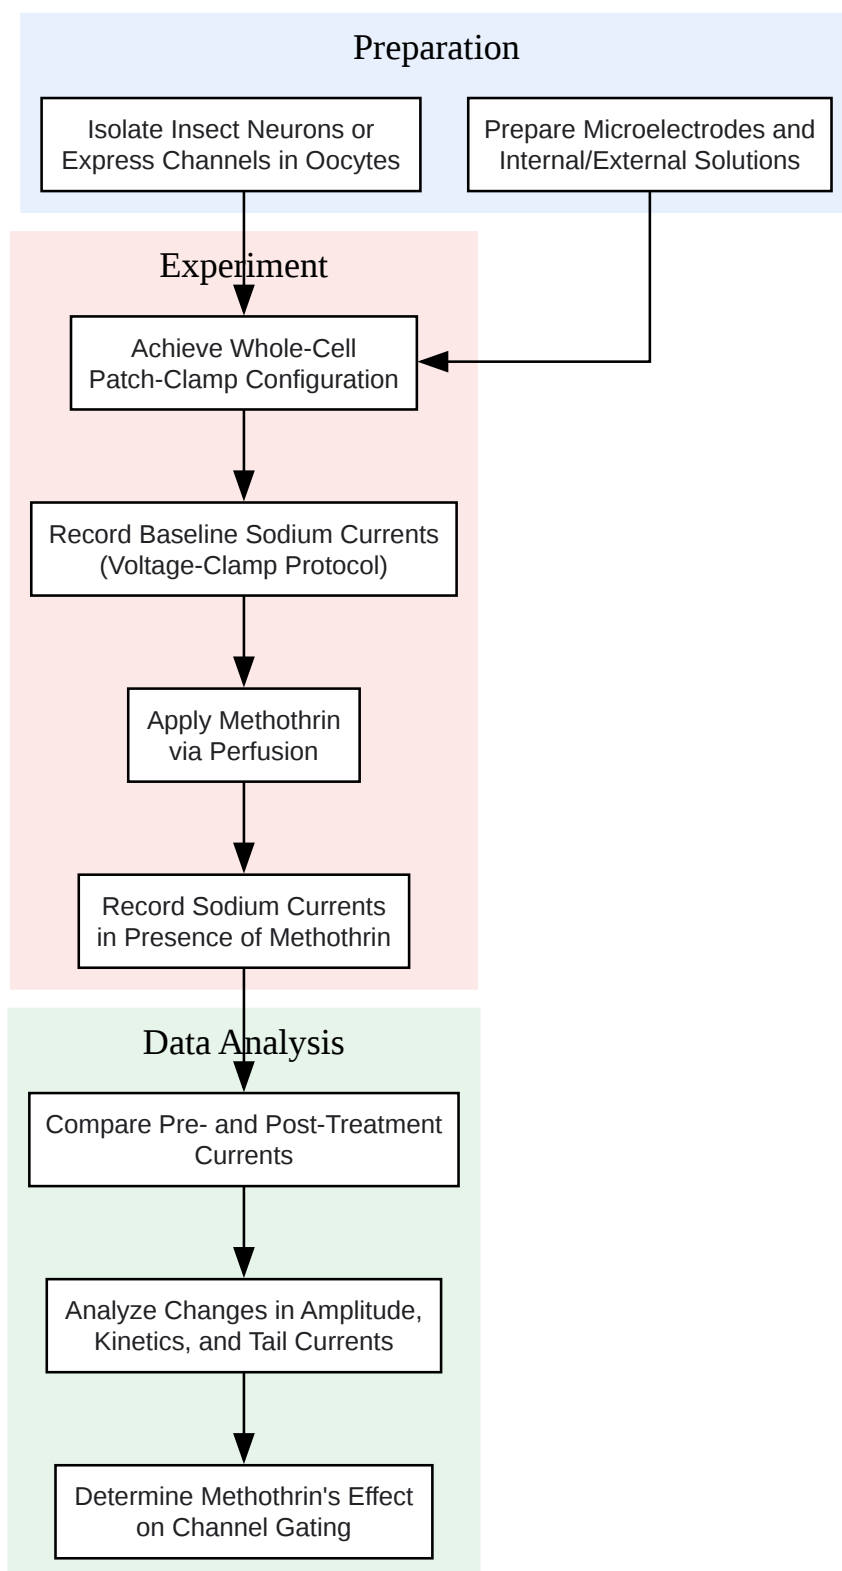 Preparation
Isolate Insect Neurons or
Express Channels in Oocytes
Prepare Microelectrodes and
Internal/External Solutions
Experiment
Achieve Whole-Cell
Patch-Clamp Configuration
Record Baseline Sodium Currents
(Voltage-Clamp Protocol)
Apply Methothrin
via Perfusion
Record Sodium Currents
in Presence of Methothrin
Data Analysis
Compare Pre- and Post-Treatment
Currents
Analyze Changes in Amplitude,
Kinetics, and Tail Currents
Determine Methothrin's Effect
on Channel Gating